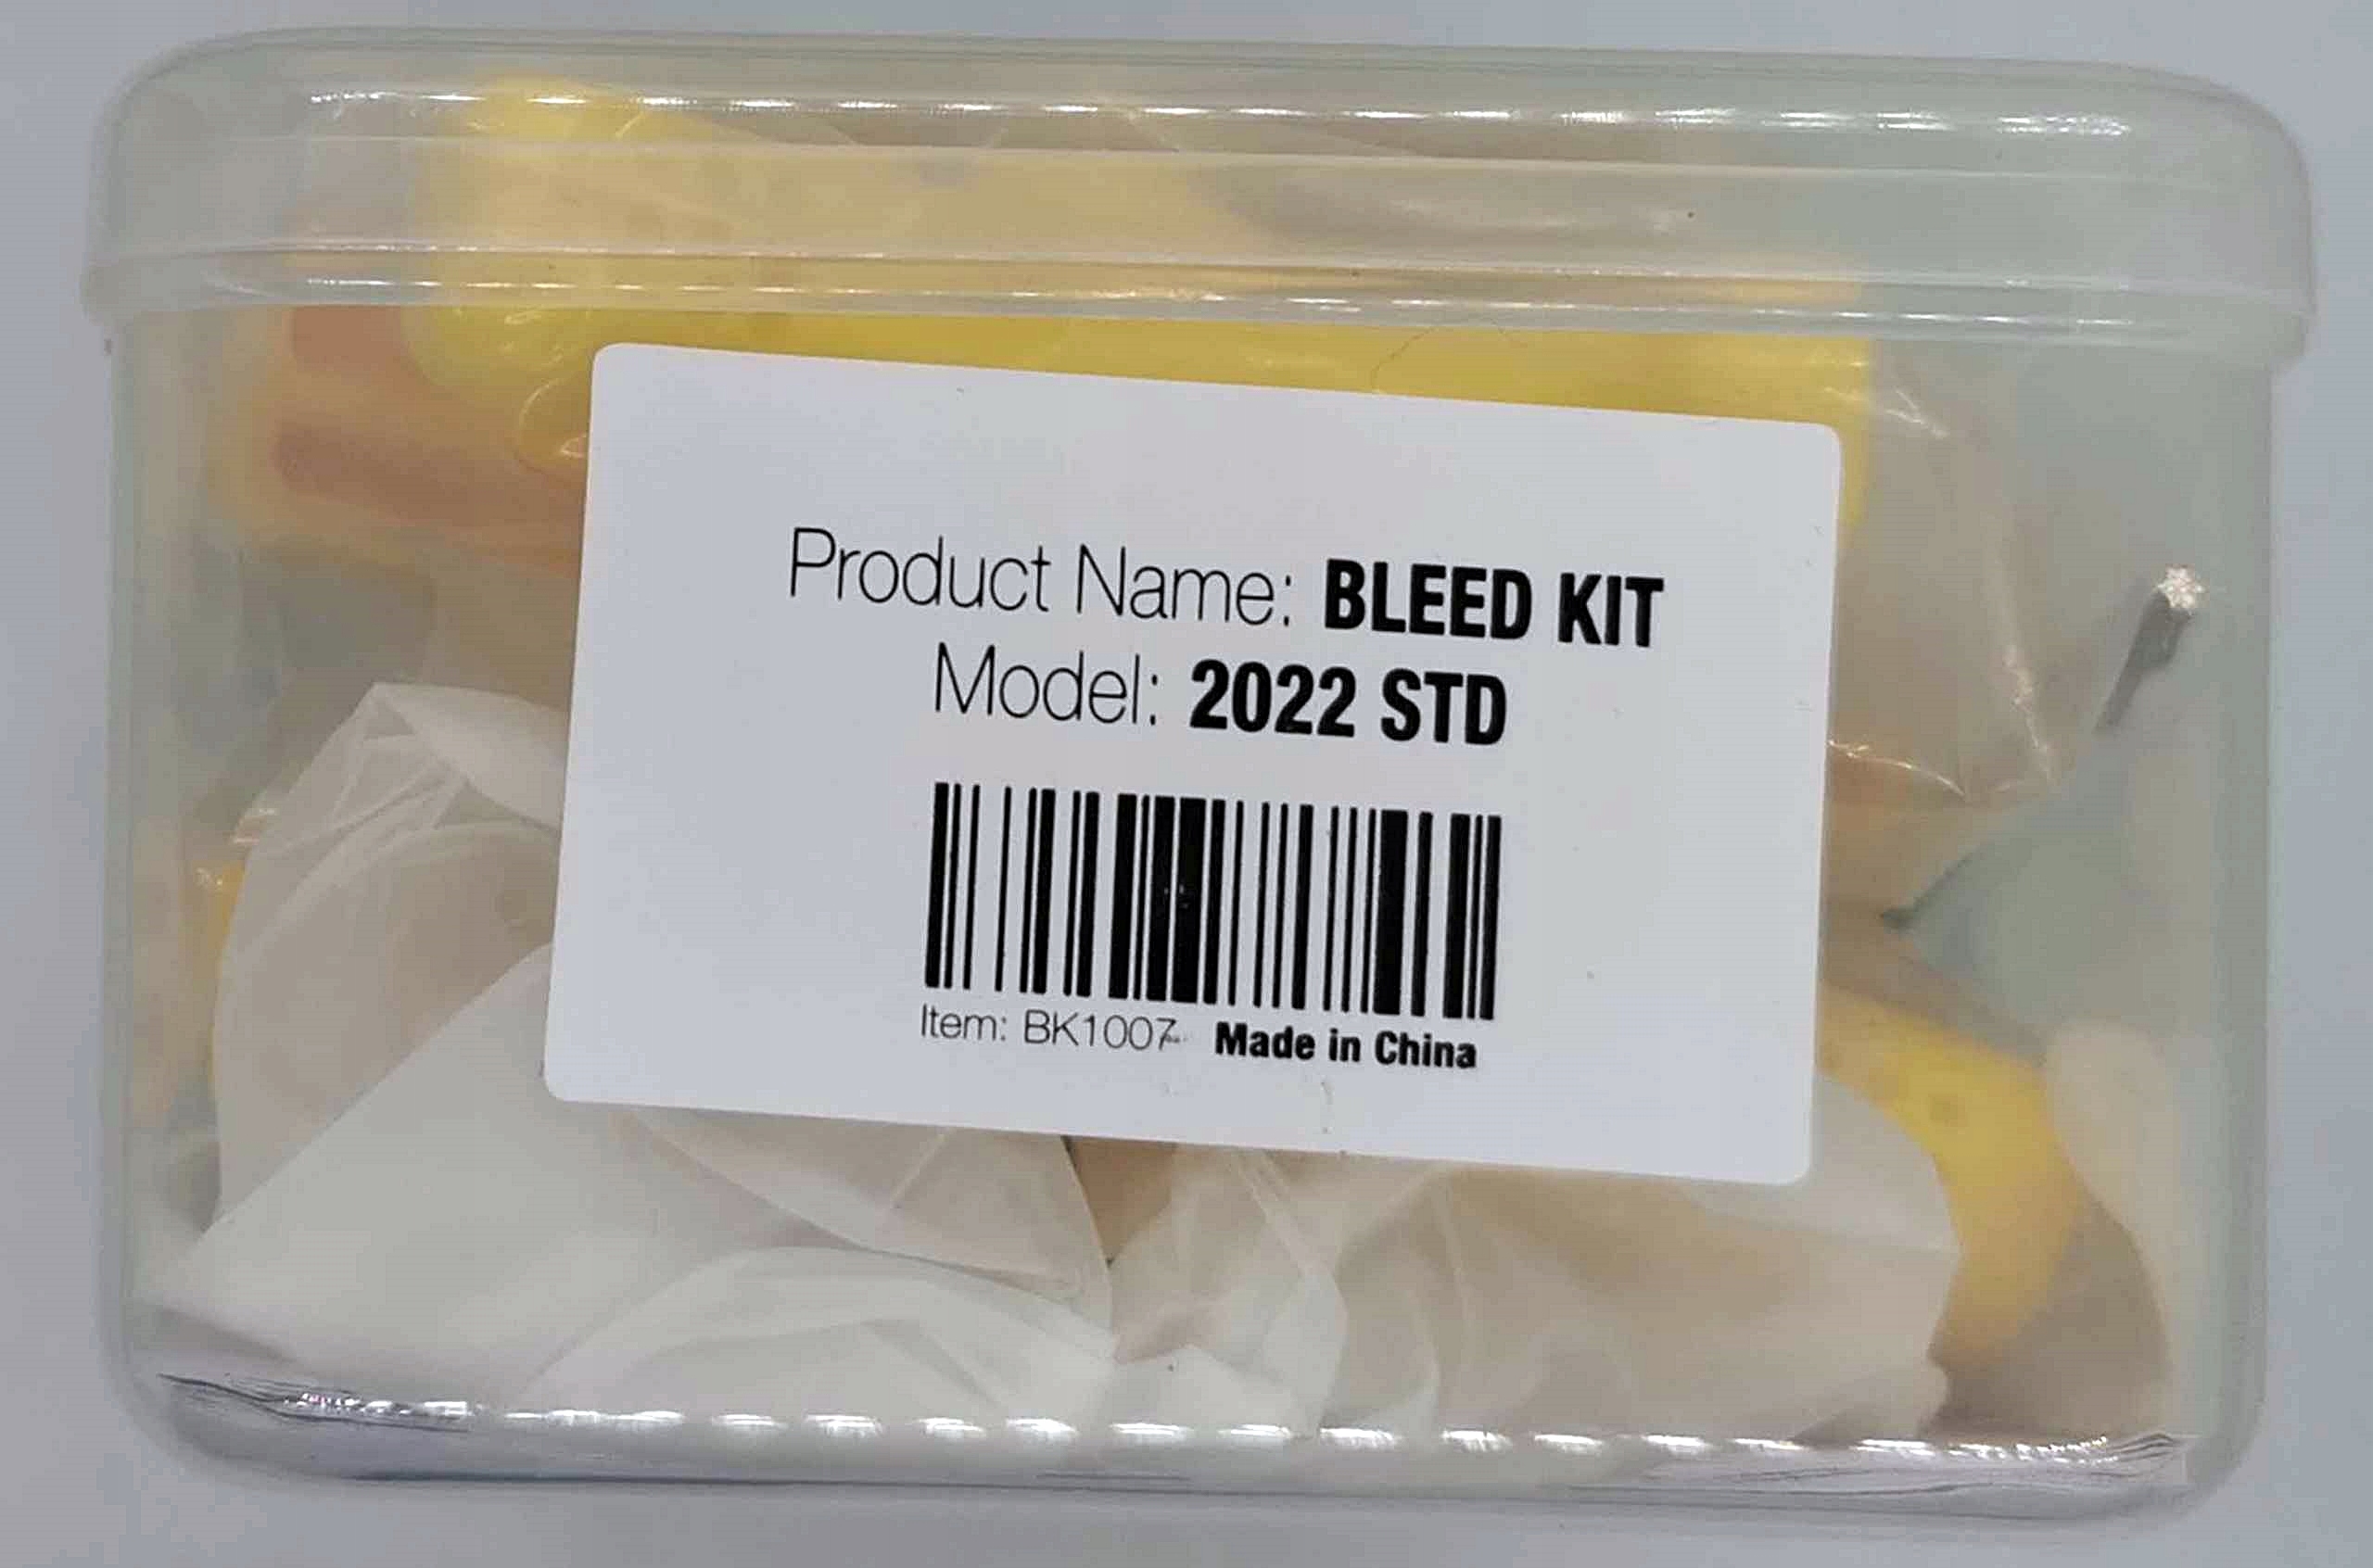 Product Name: BLEED KIT
Model: 2022 STD
Item: BK1007 Made in China